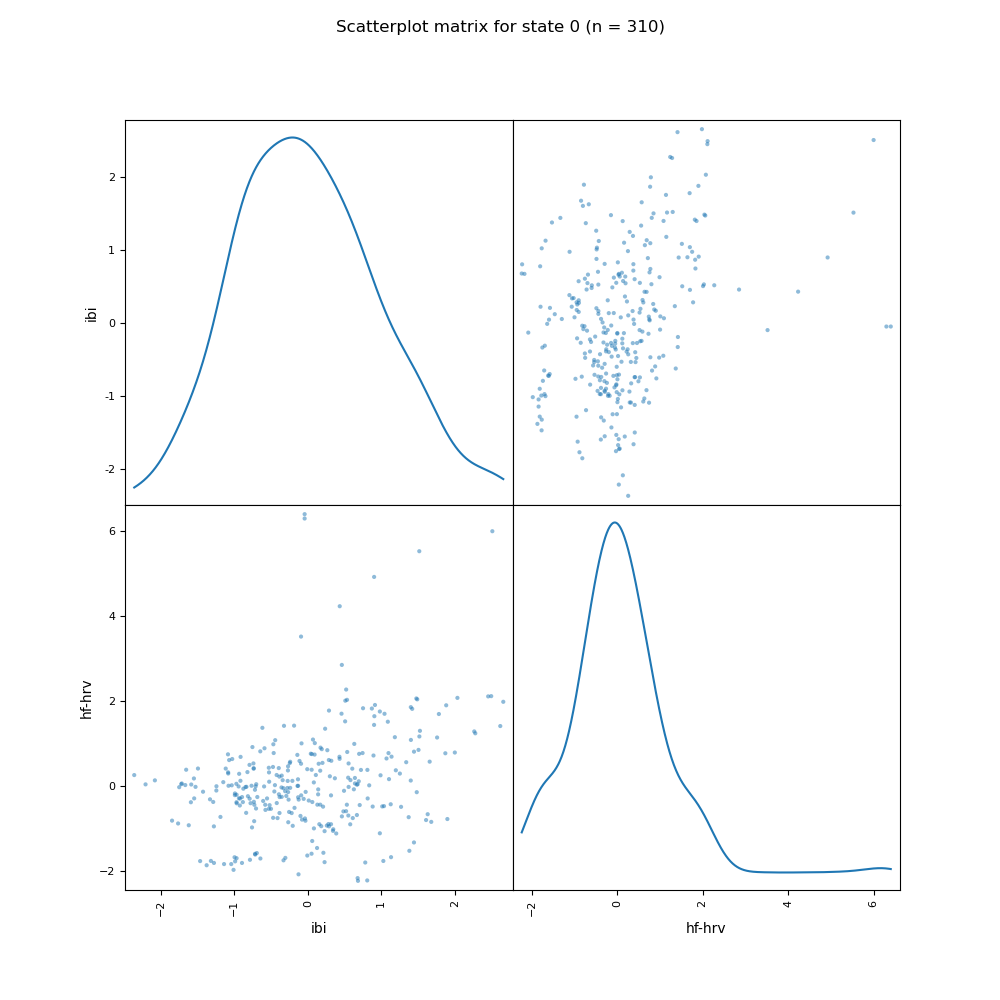 Scatterplot matrix for state 0 (n = 310)
ibi
2
1
0
-1
-2
hf-hrv
6
4
2
0
−2
−2 −1 0 1 2
ibi
−2 0 2 4 6
hf-hrv